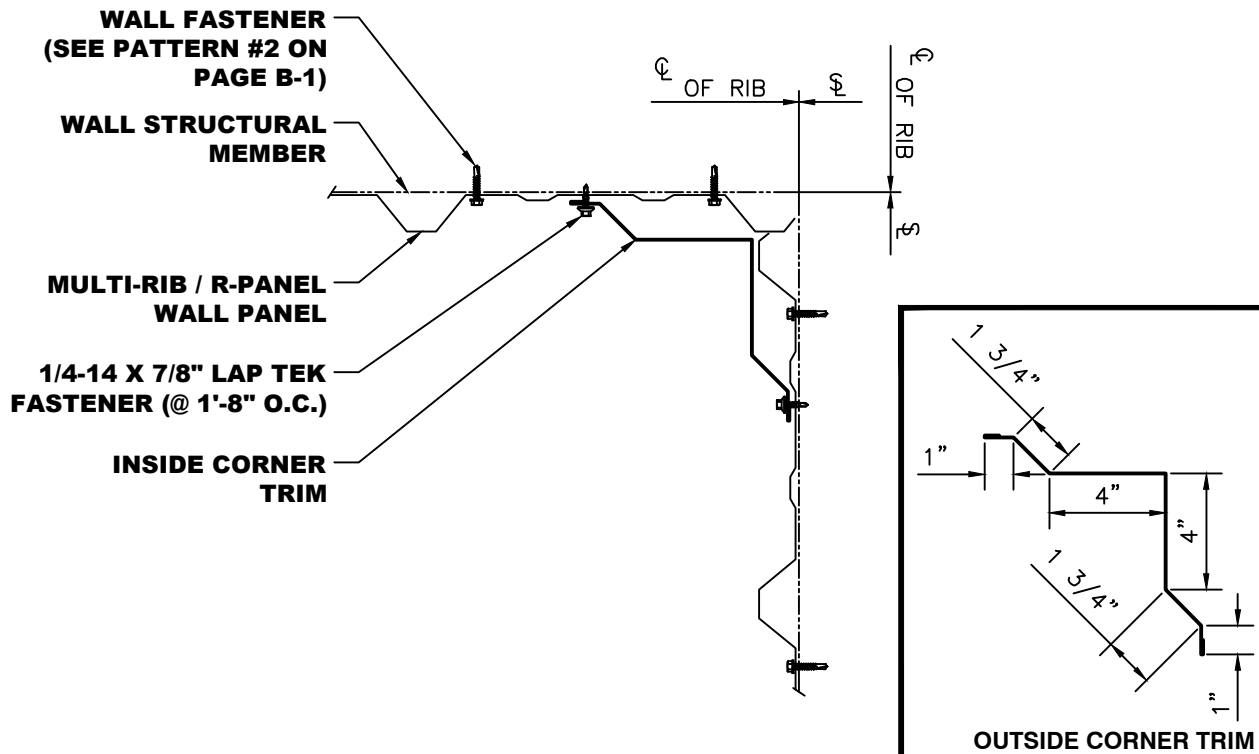 WALL FASTENER
(SEE PATTERN #2 ON
PAGE B-1)
WALL STRUCTURAL
MEMBER
MULTI-RIB / R-PANEL
WALL PANEL
1/4-14 X 7/8" LAP TEK
FASTENER (@ 1'-8" O.C.)
INSIDE CORNER
TRIM
℄ OF RIB
℄ OF RIB
1 3/4"
1"
4"
4"
1 3/4"
1"
OUTSIDE CORNER TRIM